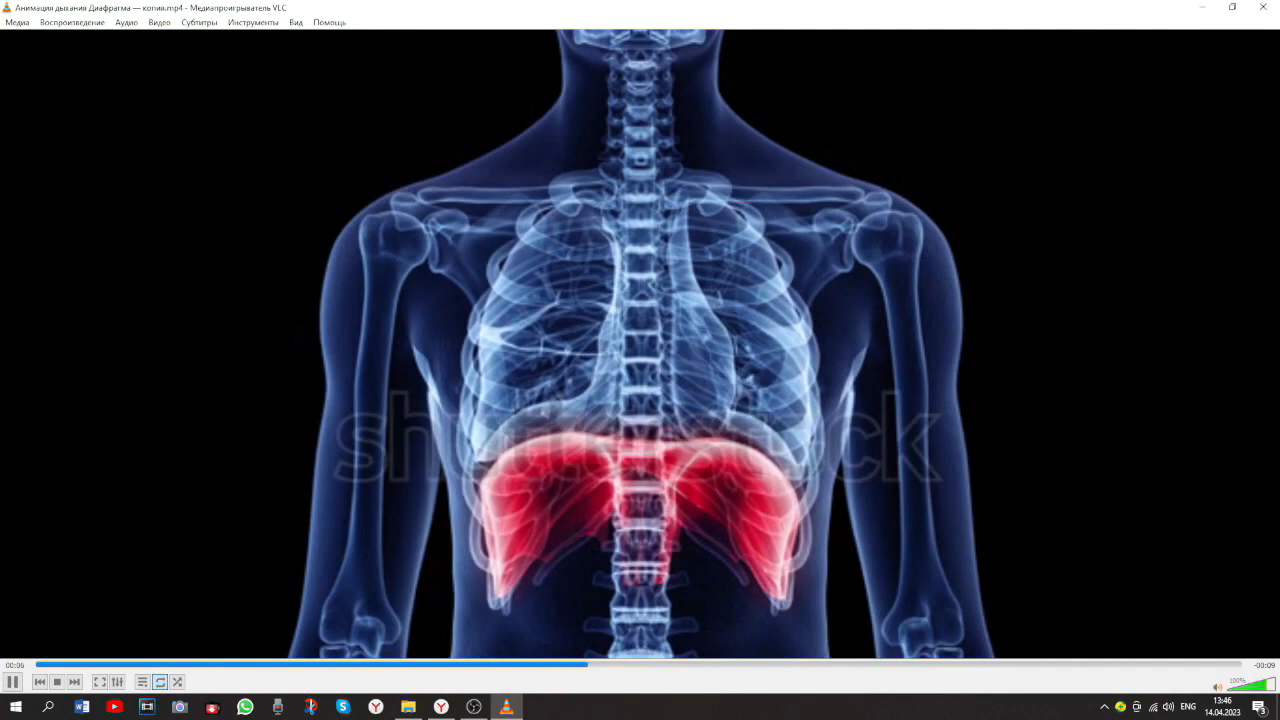 Анимация дыхания Диафрагма — копия.mp4 - Медиапроигрыватель VLC
Медиа Воспроизведение Аудио Видео Субтитры Инструменты Вид Помощь
shutterstock
00:06 -00:09
100%
13:46
ENG
14.04.2023